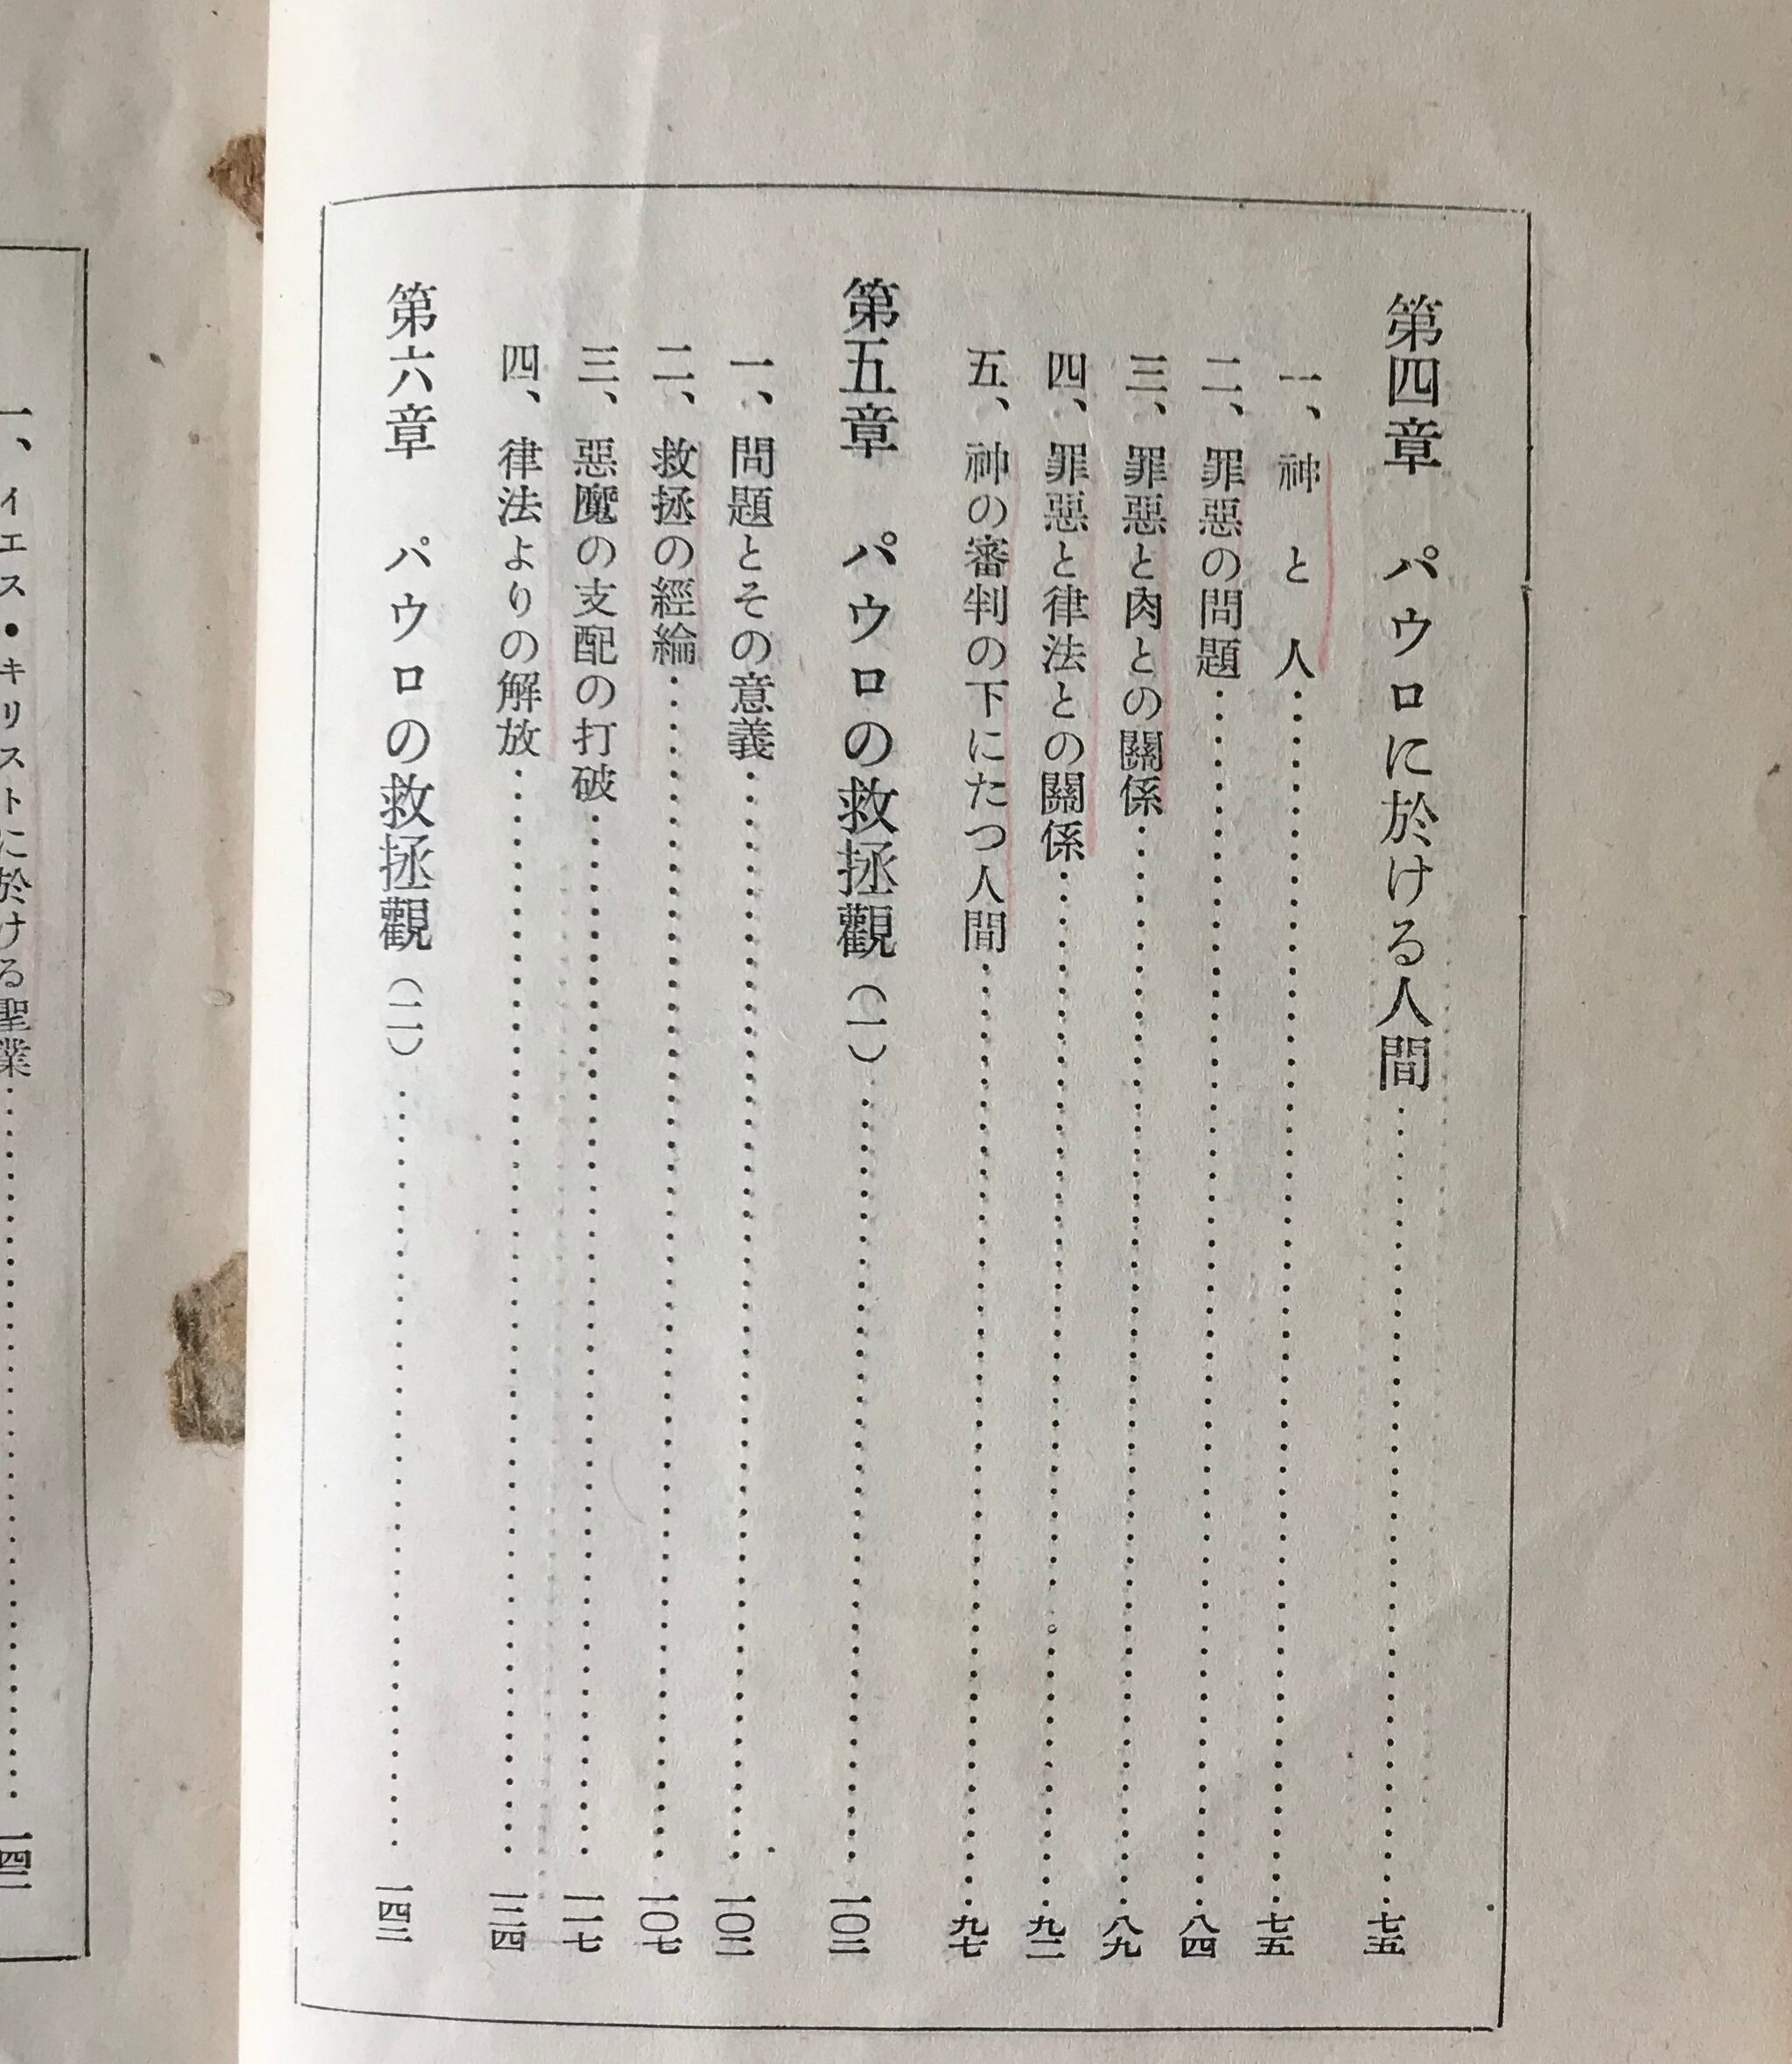 第四章　パウロに於ける人間……七五
一、神と人……七五
二、罪惡の問題……八四
三、罪惡と肉との關係……八九
四、罪惡と律法との關係……九二
五、神の審判の下にたつ人間……九七
第五章　パウロの救拯觀（一）……一〇二
一、問題とその意義……一〇二
二、救拯の經綸……一〇七
三、惡魔の支配の打破……一一七
四、律法よりの解放……一三四
第六章　パウロの救拯觀（二）……一四二
一、イエス・キリストに於ける聖業……一四二